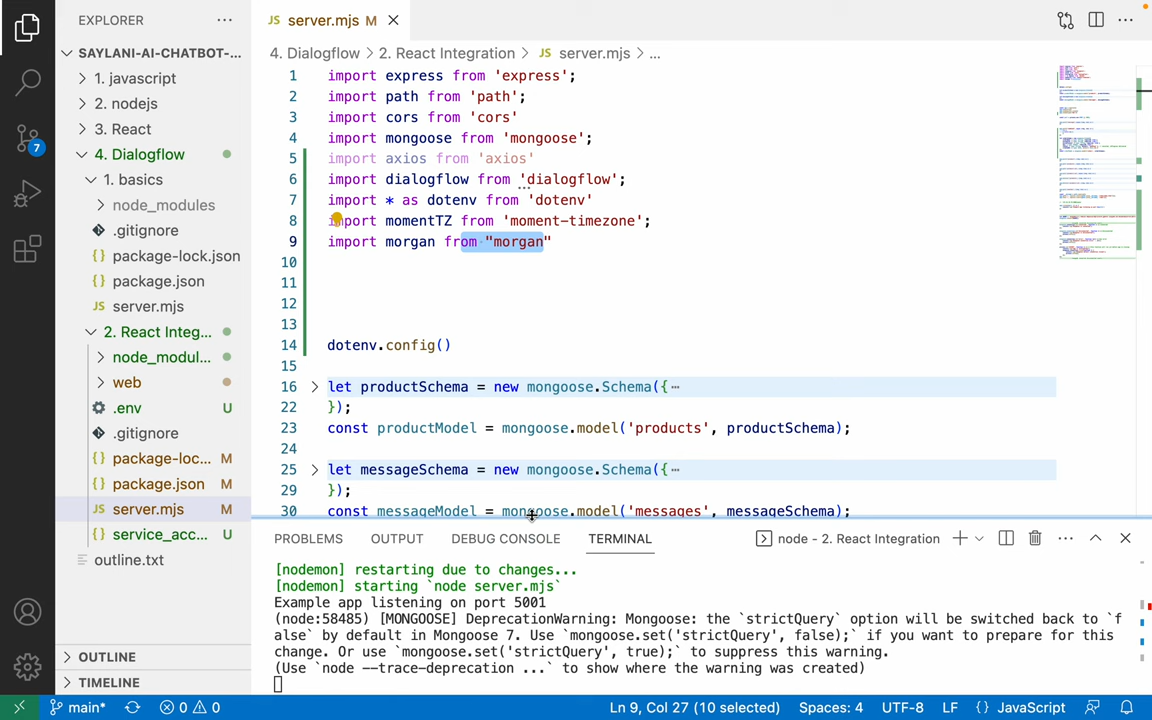 EXPLORER
SAYLANI-AI-CHATBOT-...
1. javascript
2. nodejs
3. React
4. Dialogflow
1. basics
node_modules
.gitignore
package-lock.json
package.json
server.mjs
2. React Integ...
node_modul...
web
.env U
.gitignore
package-loc... M
package.json M
server.mjs M
service_acc... U
outline.txt
OUTLINE
TIMELINE
7
JS server.mjs M
4. Dialogflow > 2. React Integration > JS server.mjs > ...
1 import express from 'express';
2 import path from 'path';
3 import cors from 'cors'
4 import mongoose from 'mongoose';
5 import axios from 'axios'
6 import dialogflow from 'dialogflow';
7 import * as dotenv from 'dotenv'
8 import momentTZ from 'moment-timezone';
9 import morgan from "morgan"
10
11
12
13
14 dotenv.config()
15
16 let productSchema = new mongoose.Schema({⋯
22 });
23 const productModel = mongoose.model('products', productSchema);
24
25 let messageSchema = new mongoose.Schema({⋯
29 });
30 const messageModel = mongoose.model('messages', messageSchema);
PROBLEMS OUTPUT DEBUG CONSOLE TERMINAL node - 2. React Integration
[nodemon] restarting due to changes...
[nodemon] starting `node server.mjs`
Example app listening on port 5001
(node:58485) [MONGOOSE] DeprecationWarning: Mongoose: the `strictQuery` option will be switched back to `f
alse` by default in Mongoose 7. Use `mongoose.set('strictQuery', false);` if you want to prepare for this
change. Or use `mongoose.set('strictQuery', true);` to suppress this warning.
(Use `node --trace-deprecation ...` to show where the warning was created)
main* 0 0 Ln 9, Col 27 (10 selected) Spaces: 4 UTF-8 LF {} JavaScript